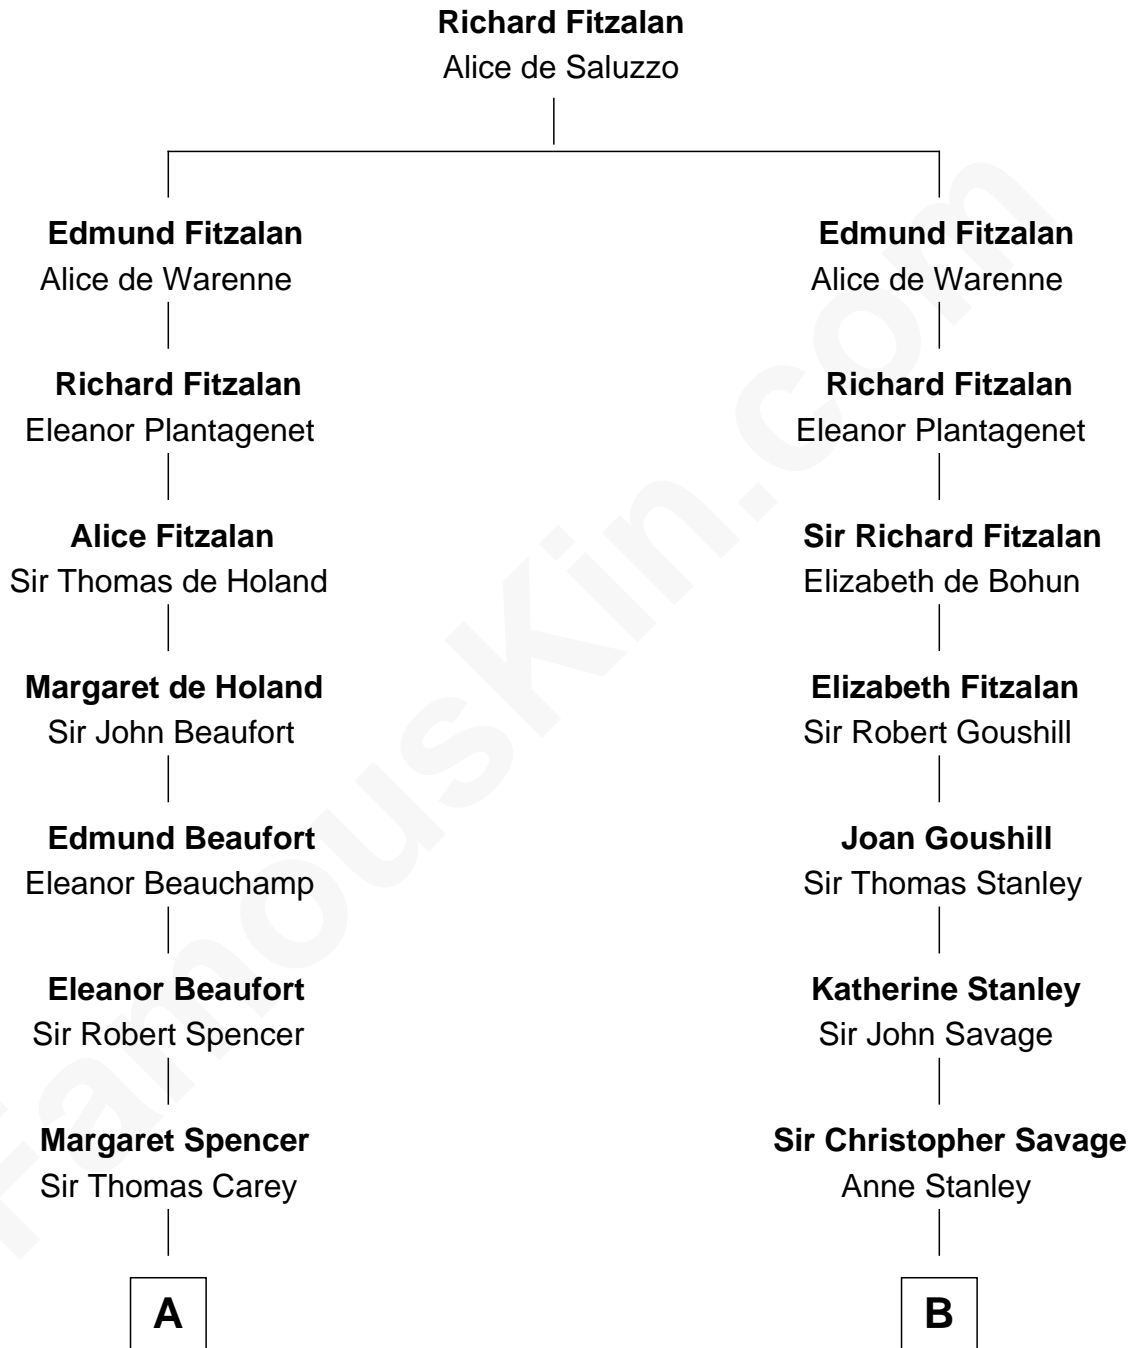 Richard Fitzalan
Alice de Saluzzo
Edmund Fitzalan
Alice de Warenne
Edmund Fitzalan
Alice de Warenne
Richard Fitzalan
Eleanor Plantagenet
Richard Fitzalan
Eleanor Plantagenet
Alice Fitzalan
Sir Thomas de Holand
Sir Richard Fitzalan
Elizabeth de Bohun
Margaret de Holand
Sir John Beaufort
Elizabeth Fitzalan
Sir Robert Goushill
Edmund Beaufort
Eleanor Beauchamp
Joan Goushill
Sir Thomas Stanley
Eleanor Beaufort
Sir Robert Spencer
Katherine Stanley
Sir John Savage
Margaret Spencer
Sir Thomas Carey
Sir Christopher Savage
Anne Stanley
A
B
FamousKin.com